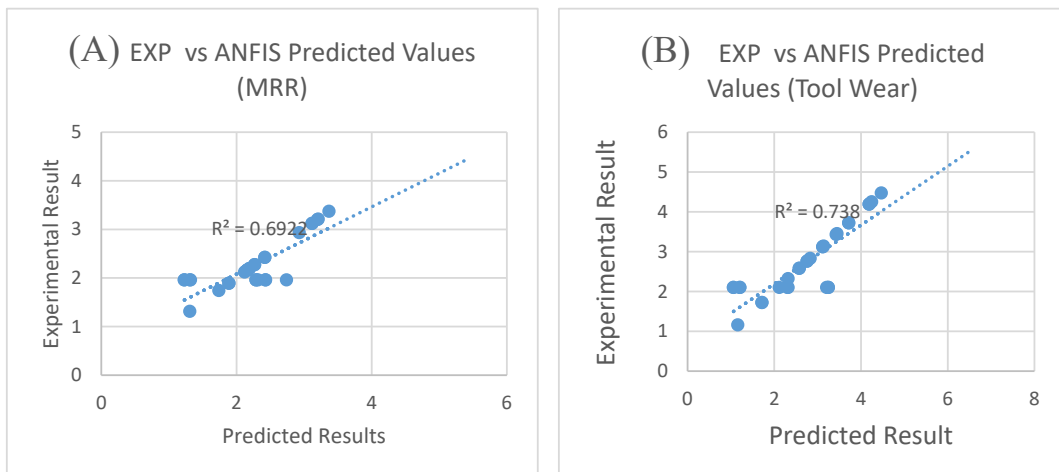 (A) EXP vs ANFIS Predicted Values
(MRR)
5
4
3
2
1
0
0
2
4
6
R² = 0.6922
Experimental Result
Predicted Results
(B) EXP vs ANFIS Predicted
Values (Tool Wear)
6
5
4
3
2
1
0
0
2
4
6
8
R² = 0.738
Experimental Result
Predicted Result